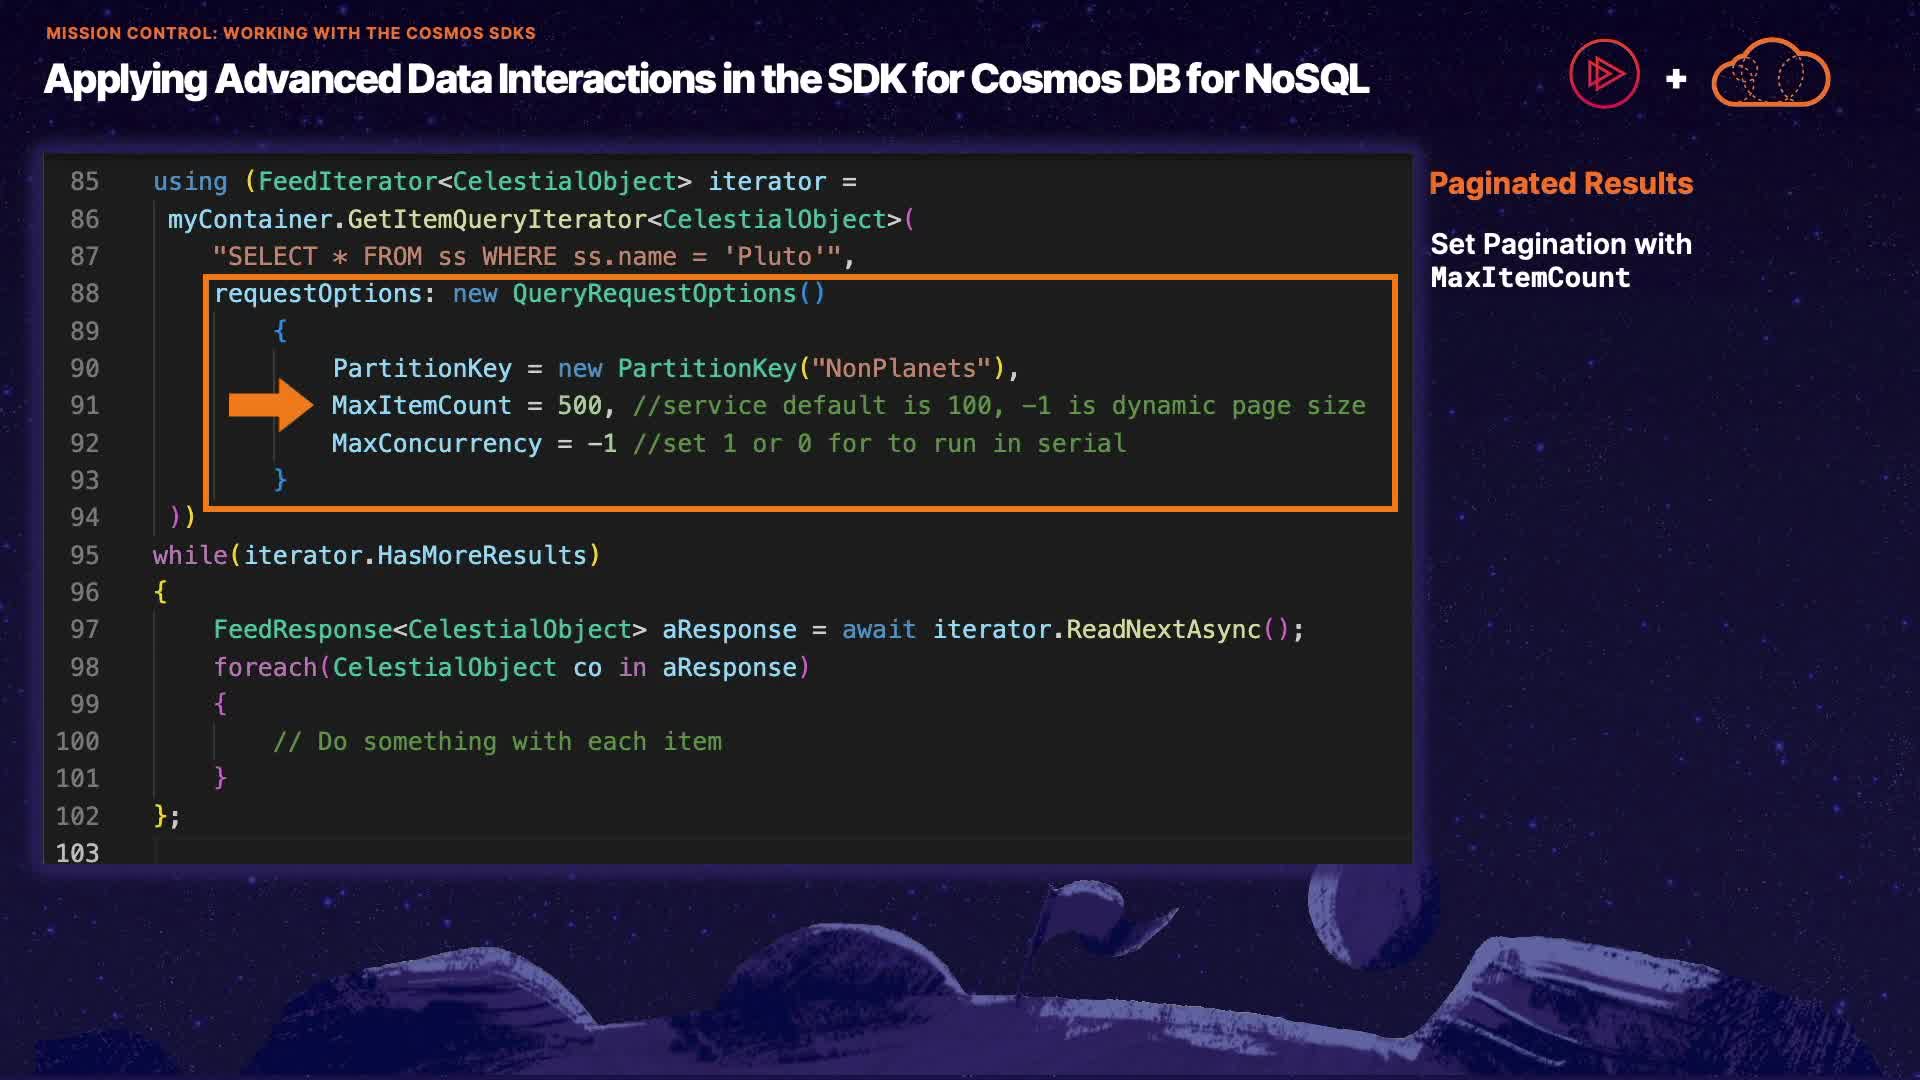 MISSION CONTROL: WORKING WITH THE COSMOS SDKS
Applying Advanced Data Interactions in the SDK for Cosmos DB for NoSQL
85 using (FeedIterator<CelestialObject> iterator =
86 myContainer.GetItemQueryIterator<CelestialObject>(
87 "SELECT * FROM ss WHERE ss.name = 'Pluto'",
88 requestOptions: new QueryRequestOptions()
89 {
90 PartitionKey = new PartitionKey("NonPlanets"),
91 MaxItemCount = 500, //service default is 100, -1 is dynamic page size
92 MaxConcurrency = -1 //set 1 or 0 for to run in serial
93 }
94 ))
95 while(iterator.HasMoreResults)
96 {
97 FeedResponse<CelestialObject> aResponse = await iterator.ReadNextAsync();
98 foreach(CelestialObject co in aResponse)
99 {
100 // Do something with each item
101 }
102 };
103
Paginated Results
Set Pagination with
MaxItemCount